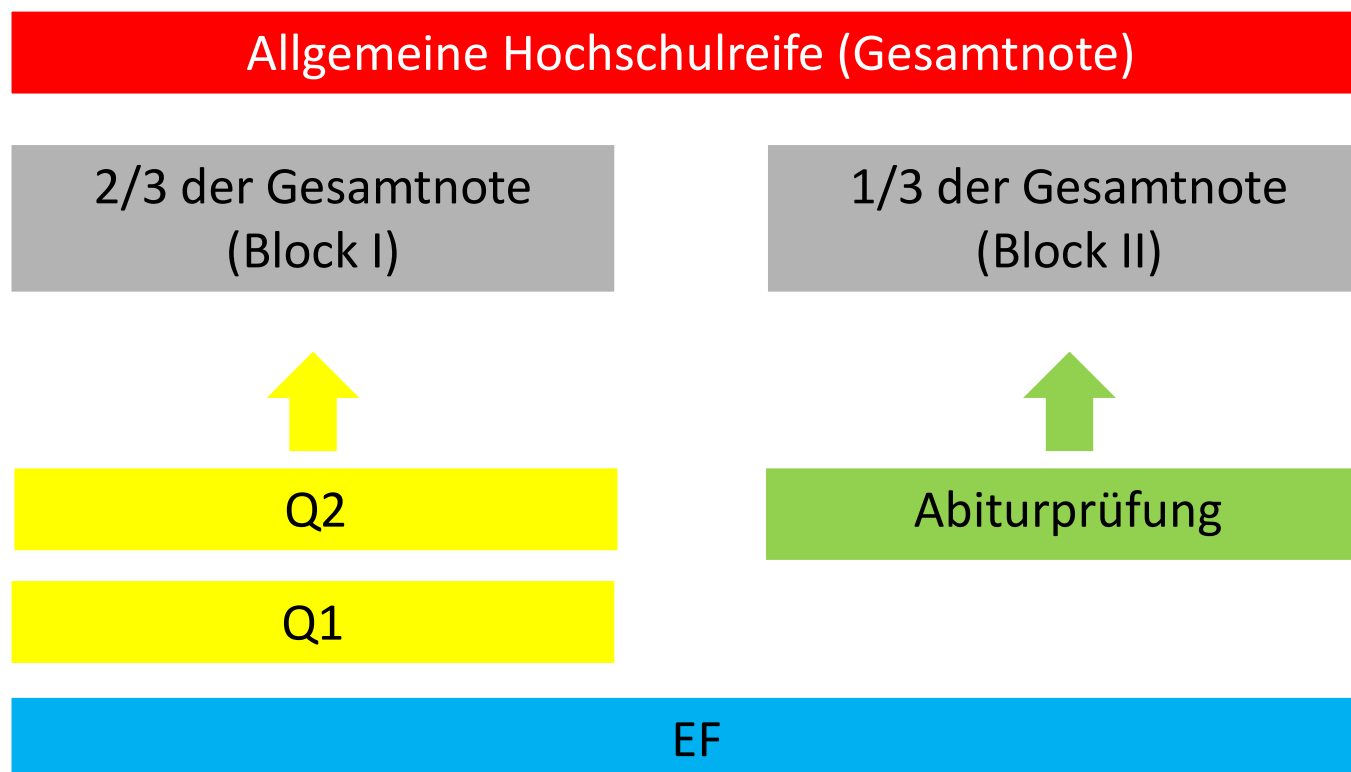 Allgemeine Hochschulreife (Gesamtnote)
2/3 der Gesamtnote
(Block I)
1/3 der Gesamtnote
(Block II)
Q2
Abiturprüfung
Q1
EF